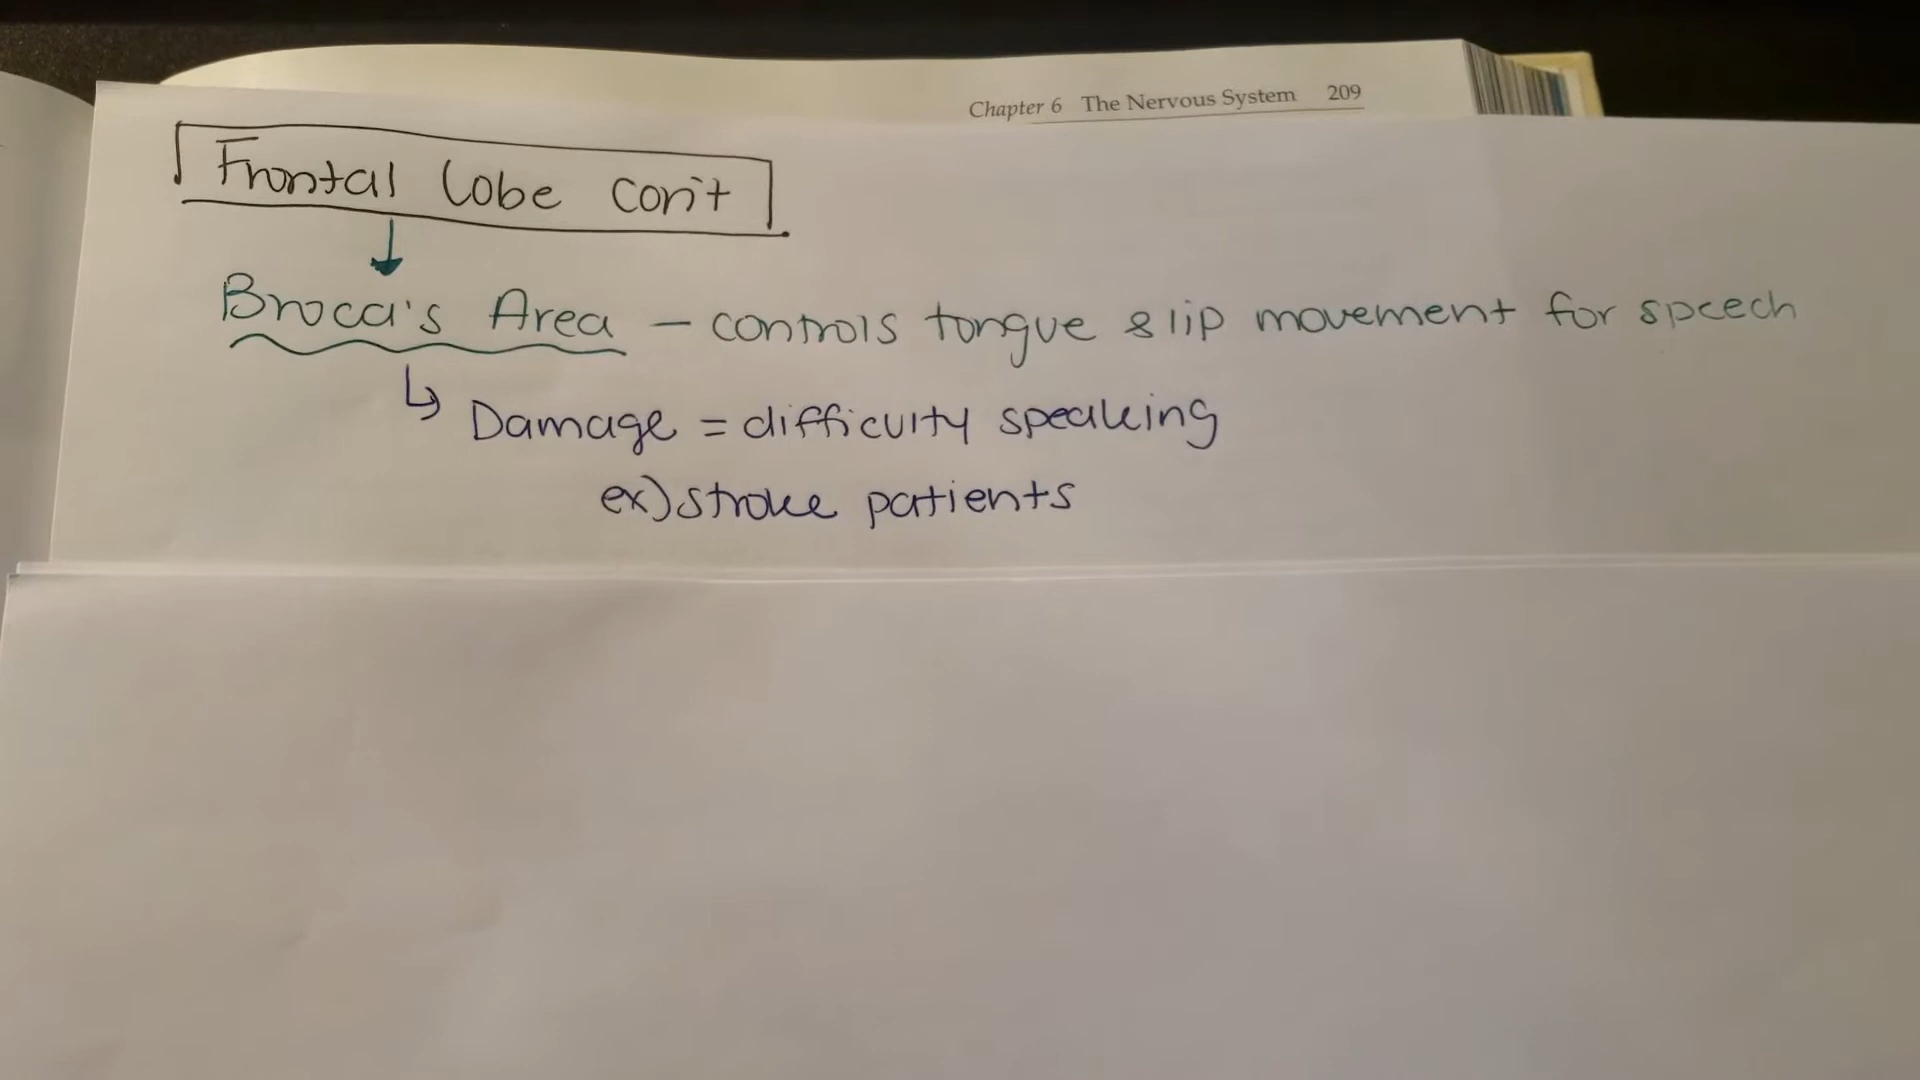 Chapter 6 The Nervous System 209
Frontal lobe con't
Broca's Area – controls tongue & lip movement for speech
↳ Damage = difficulty speaking
ex) stroke patients